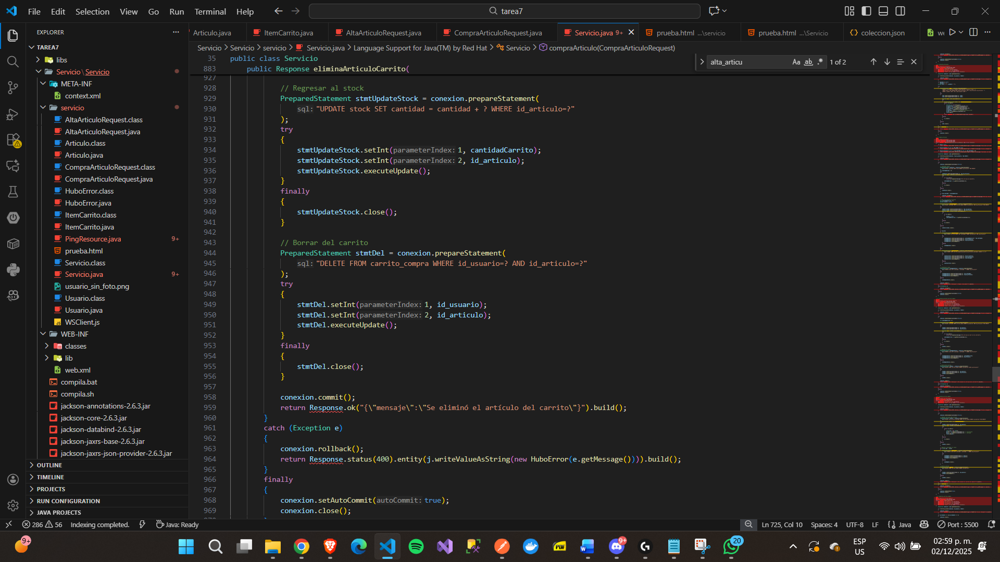 File Edit Selection View Go Run Terminal Help
tarea7
EXPLORER
TAREA7
libs
Servicio \ Servicio
META-INF
context.xml
servicio
AltaArticuloRequest.class
AltaArticuloRequest.java
Articulo.class
Articulo.java
CompraArticuloRequest.class
CompraArticuloRequest.java
HuboError.class
HuboError.java
ItemCarrito.class
ItemCarrito.java
PingResource.java 9+
prueba.html
Servicio.class
Servicio.java 9+
usuario_sin_foto.png
Usuario.class
Usuario.java
WSClient.js
WEB-INF
classes
lib
web.xml
compila.bat
compila.sh
jackson-annotations-2.6.3.jar
jackson-core-2.6.3.jar
jackson-databind-2.6.3.jar
jackson-jaxrs-base-2.6.3.jar
jackson-jaxrs-json-provider-2.6.3.jar
OUTLINE
TIMELINE
PROJECTS
RUN CONFIGURATION
JAVA PROJECTS
Articulo.java ItemCarrito.java AltaArticuloRequest.java CompraArticuloRequest.java Servicio.java 9+ prueba.html ...\servicio prueba.html ...\Servicio coleccion.json we
Servicio > Servicio > servicio > Servicio.java > Language Support for Java(TM) by Red Hat > Servicio > compraArticulo(CompraArticuloRequest)
alta_articu Aa ab .* 1 of 2
35 public class Servicio
883 public Response eliminaArticuloCarrito(
927
928 // Regresar al stock
929 PreparedStatement stmtUpdateStock = conexion.prepareStatement(
930 sql: "UPDATE stock SET cantidad = cantidad + ? WHERE id_articulo=?"
931 );
932 try
933 {
934 stmtUpdateStock.setInt(parameterIndex: 1, cantidadCarrito);
935 stmtUpdateStock.setInt(parameterIndex: 2, id_articulo);
936 stmtUpdateStock.executeUpdate();
937 }
938 finally
939 {
940 stmtUpdateStock.close();
941 }
942
943 // Borrar del carrito
944 PreparedStatement stmtDel = conexion.prepareStatement(
945 sql: "DELETE FROM carrito_compra WHERE id_usuario=? AND id_articulo=?"
946 );
947 try
948 {
949 stmtDel.setInt(parameterIndex: 1, id_usuario);
950 stmtDel.setInt(parameterIndex: 2, id_articulo);
951 stmtDel.executeUpdate();
952 }
953 finally
954 {
955 stmtDel.close();
956 }
957
958 conexion.commit();
959 return Response.ok("{\"mensaje\":\"Se eliminó el artículo del carrito\"}").build();
960 }
961 catch (Exception e)
962 {
963 conexion.rollback();
964 return Response.status(400).entity(j.writeValueAsString(new HuboError(e.getMessage()))).build();
965 }
966 finally
967 {
968 conexion.setAutoCommit(autoCommit: true);
969 conexion.close();
286 56 Indexing completed. Java: Ready
Ln 725, Col 10 Spaces: 4 UTF-8 LF {} Java Port : 5500
9+
PDF
9+
20
ESP
US
02:59 p. m.
02/12/2025